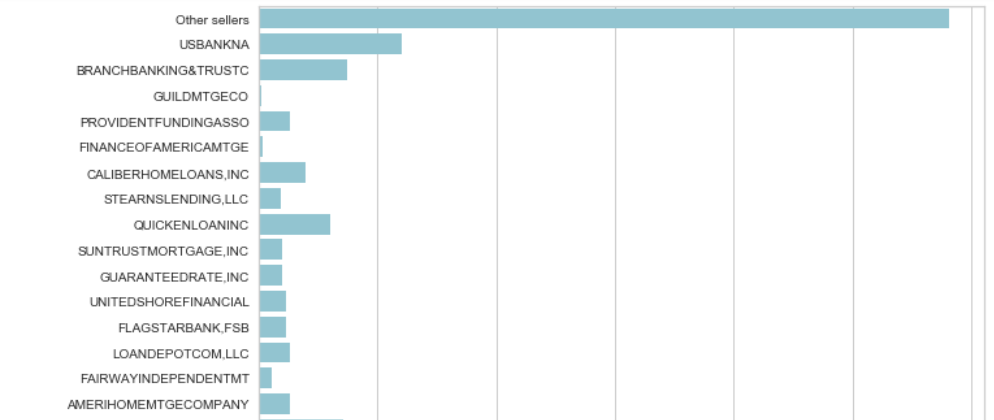 Other sellers
USBANKNA
BRANCHBANKING&TRUSTC
GUILDMTGECO
PROVIDENTFUNDINGASSO
FINANCEOFAMERICAMTGE
CALIBERHOMELOANS,INC
STEARNSLENDING,LLC
QUICKENLOANINC
SUNTRUSTMORTGAGE,INC
GUARANTEEDRATE,INC
UNITEDSHOREFINANCIAL
FLAGSTARBANK,FSB
LOANDEPOTCOM,LLC
FAIRWAYINDEPENDENTMT
AMERIHOMEMTGECOMPANY